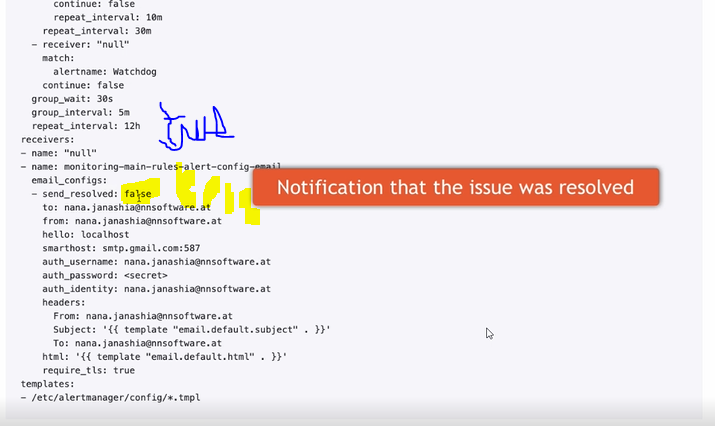 continue: false
repeat_interval: 10m
repeat_interval: 30m
- receiver: "null"
match:
alertname: Watchdog
continue: false
group_wait: 30s
group_interval: 5m
repeat_interval: 12h
receivers:
- name: "null"
- name: monitoring-main-rules-alert-config-email
email_configs:
- send_resolved: false
Notification that the issue was resolved
to: nana.janashia@nnsoftware.at
from: nana.janashia@nnsoftware.at
hello: localhost
smarthost: smtp.gmail.com:587
auth_username: nana.janashia@nnsoftware.at
auth_password: <secret>
auth_identity: nana.janashia@nnsoftware.at
headers:
From: nana.janashia@nnsoftware.at
Subject: '{{ template "email.default.subject" . }}'
To: nana.janashia@nnsoftware.at
html: '{{ template "email.default.html" . }}'
require_tls: true
templates:
- /etc/alertmanager/config/*.tmpl